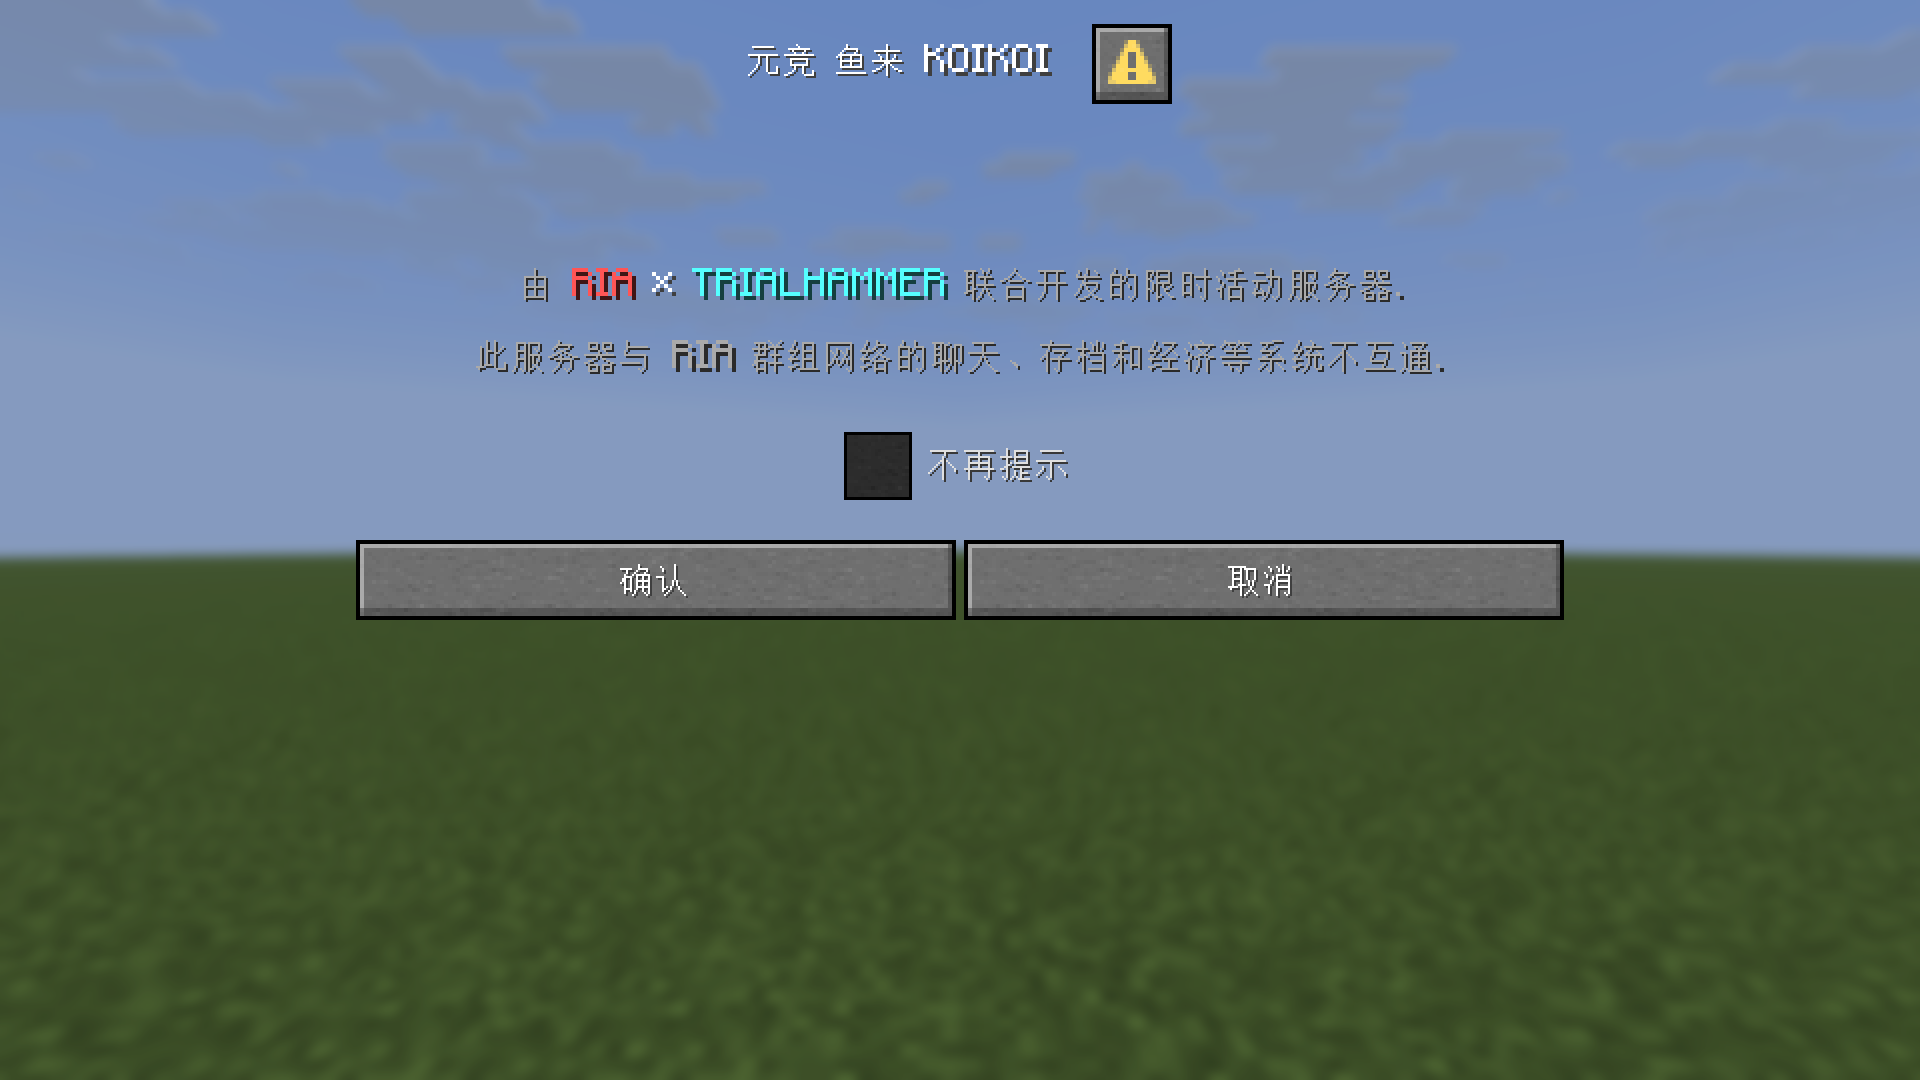 元竞 鱼来 KOIKOI
由 RIA × TRIALHAMMER 联合开发的限时活动服务器.
此服务器与 RIA 群组网络的聊天、存档和经济等系统不互通.
不再提示
确认 取消